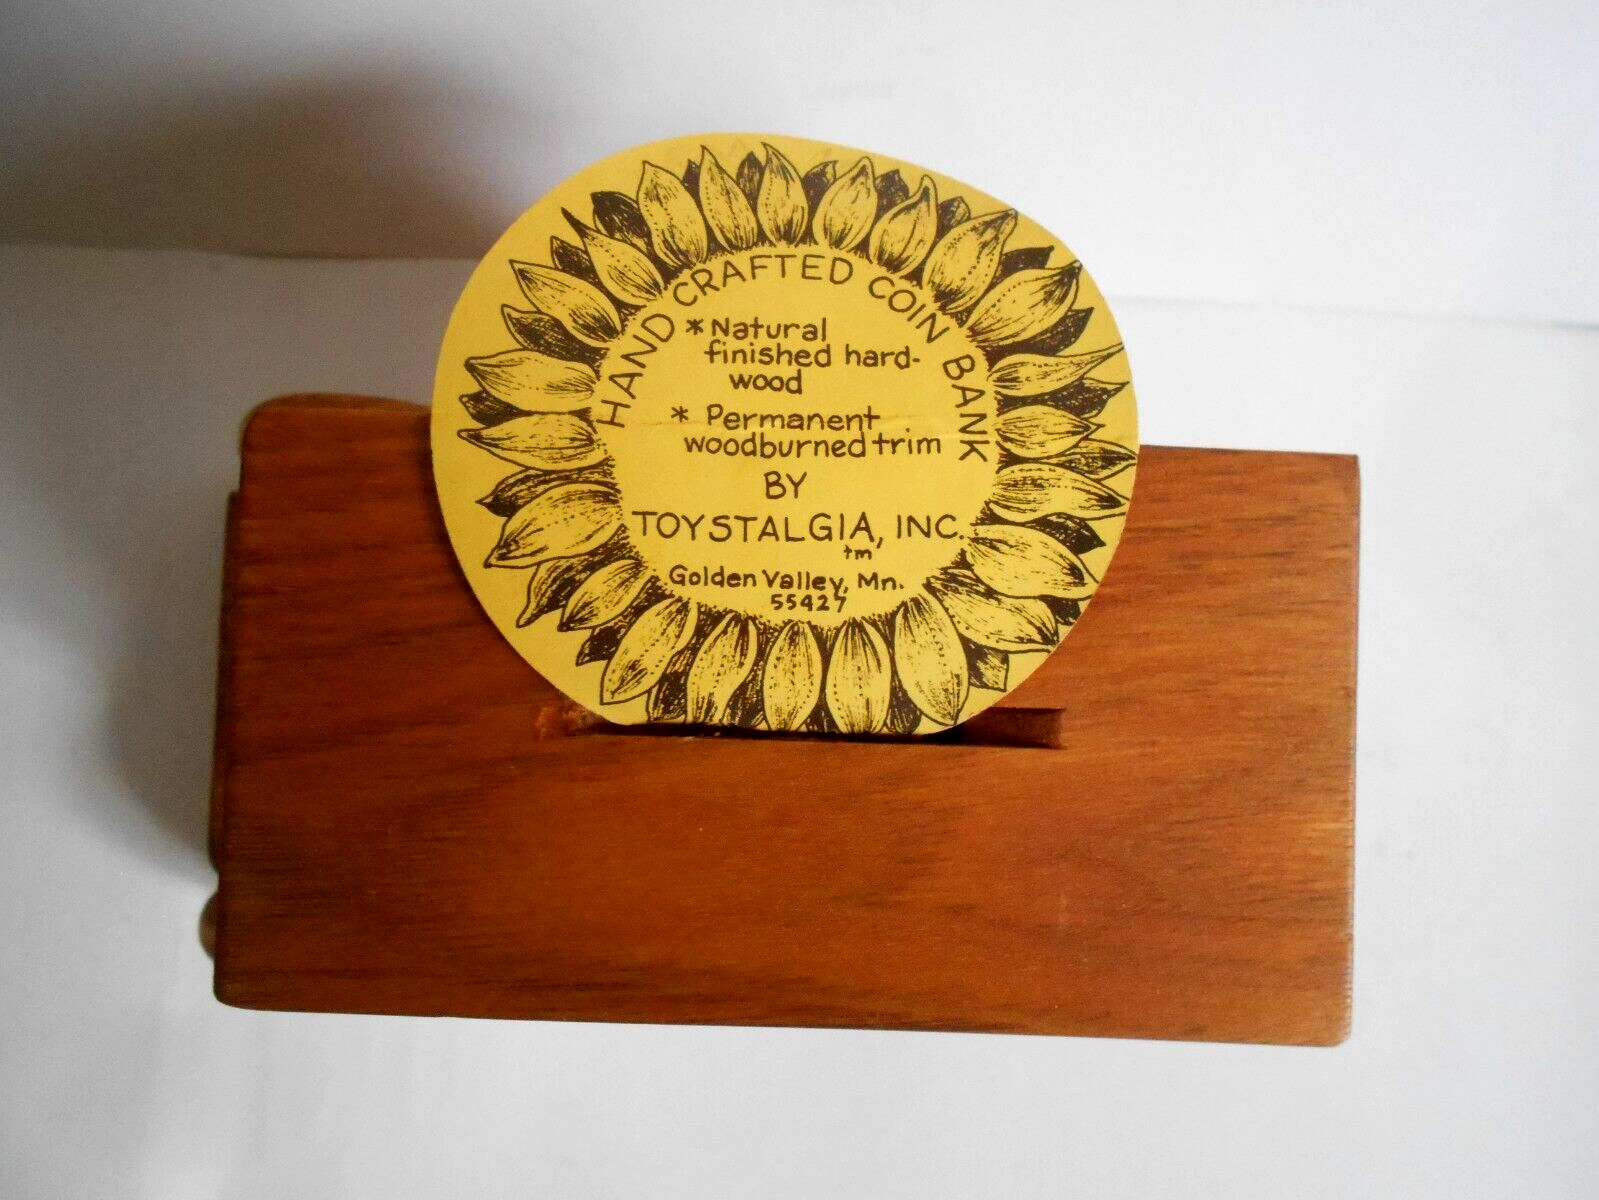 HAND CRAFTED COIN BANK
* Natural
finished hard-
wood
* Permanent
woodburned trim
BY
TOYSTALGIA, INC.
tm
Golden Valley, Mn.
55427